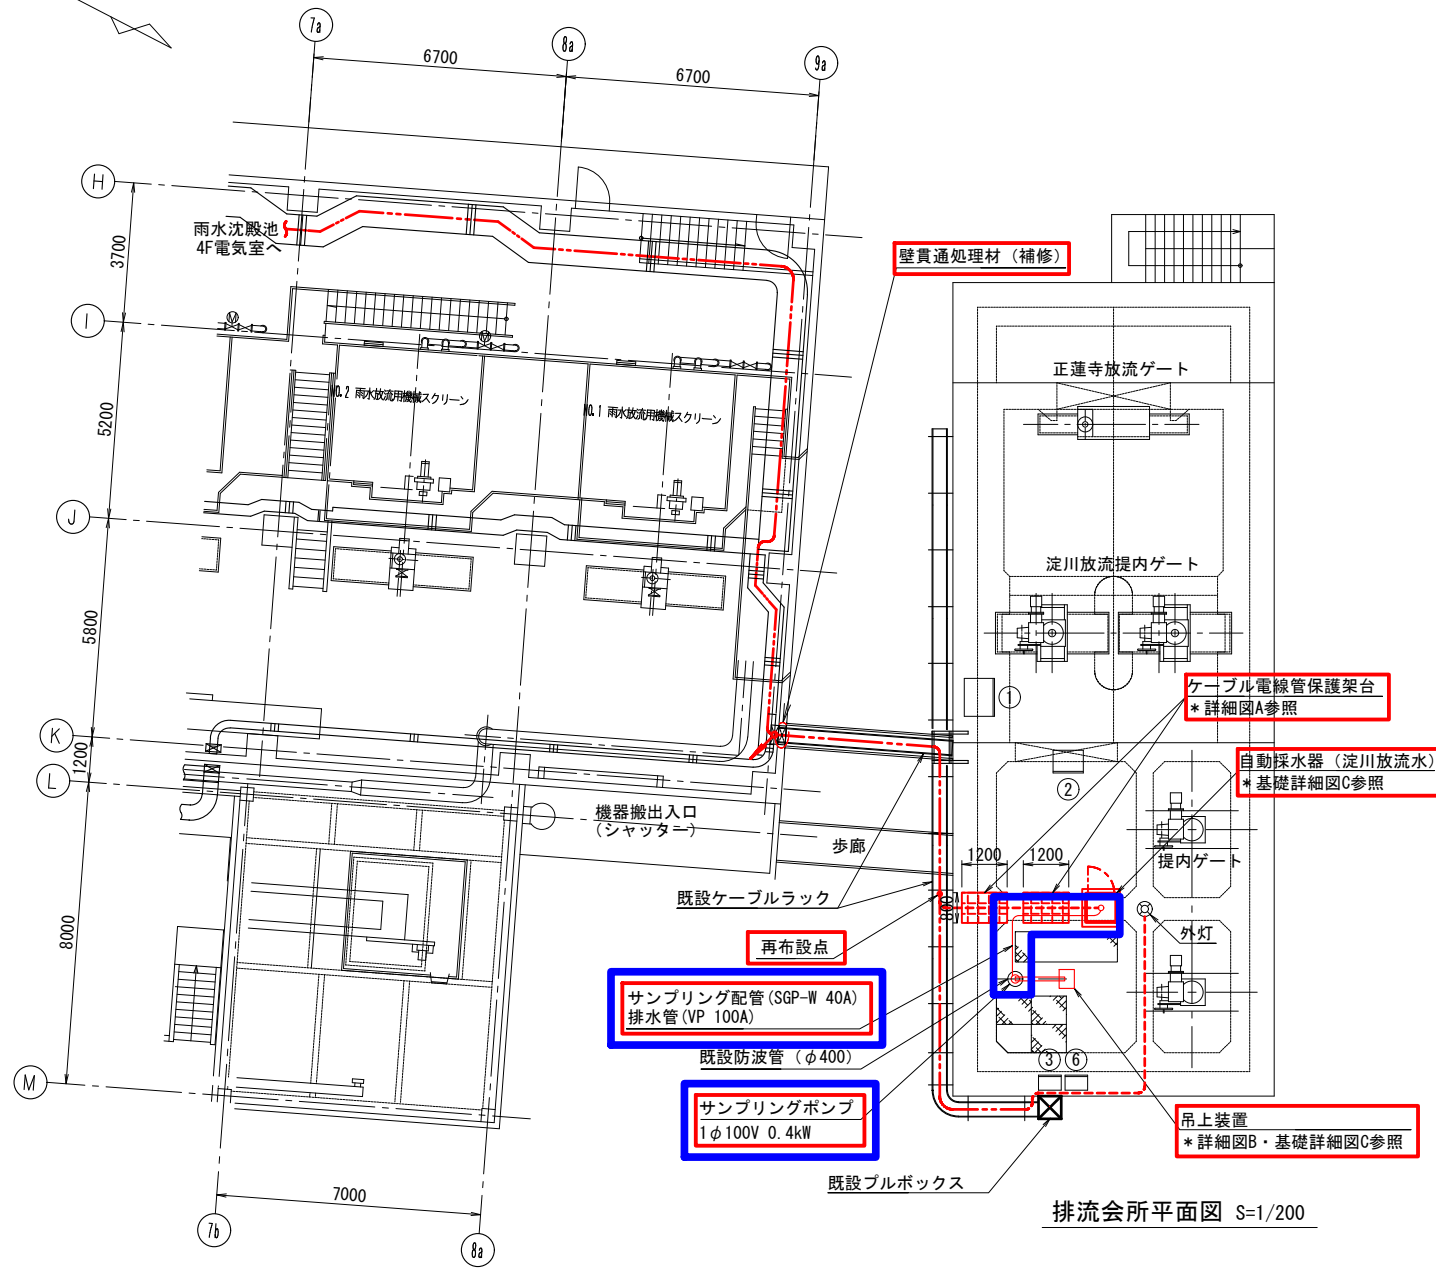 7a
8a
9a
6700
6700
H
雨水沈殿池
4F電気室へ
3700
壁貫通処理材（補修）
I
M
M
正蓮寺放流ゲート
NO.2 雨水放流用機械スクリーン
NO.1 雨水放流用機械スクリーン
5200
J
淀川放流提内ゲート
5800
ケーブル電線管保護架台
＊詳細図A参照
①
K
1200
自動採水器（淀川放流水）
＊基礎詳細図C参照
L
②
機器搬出入口
（シャッター）
歩廊
提内ゲート
1200
1200
既設ケーブルラック
800
8000
外灯
再布設点
サンプリング配管(SGP-W 40A)
排水管(VP 100A)
既設防波管（φ400）
③
⑥
M
サンプリングポンプ
1φ100V 0.4kW
吊上装置
＊詳細図B・基礎詳細図C参照
既設プルボックス
7000
排流会所平面図 S=1/200
7b
8a